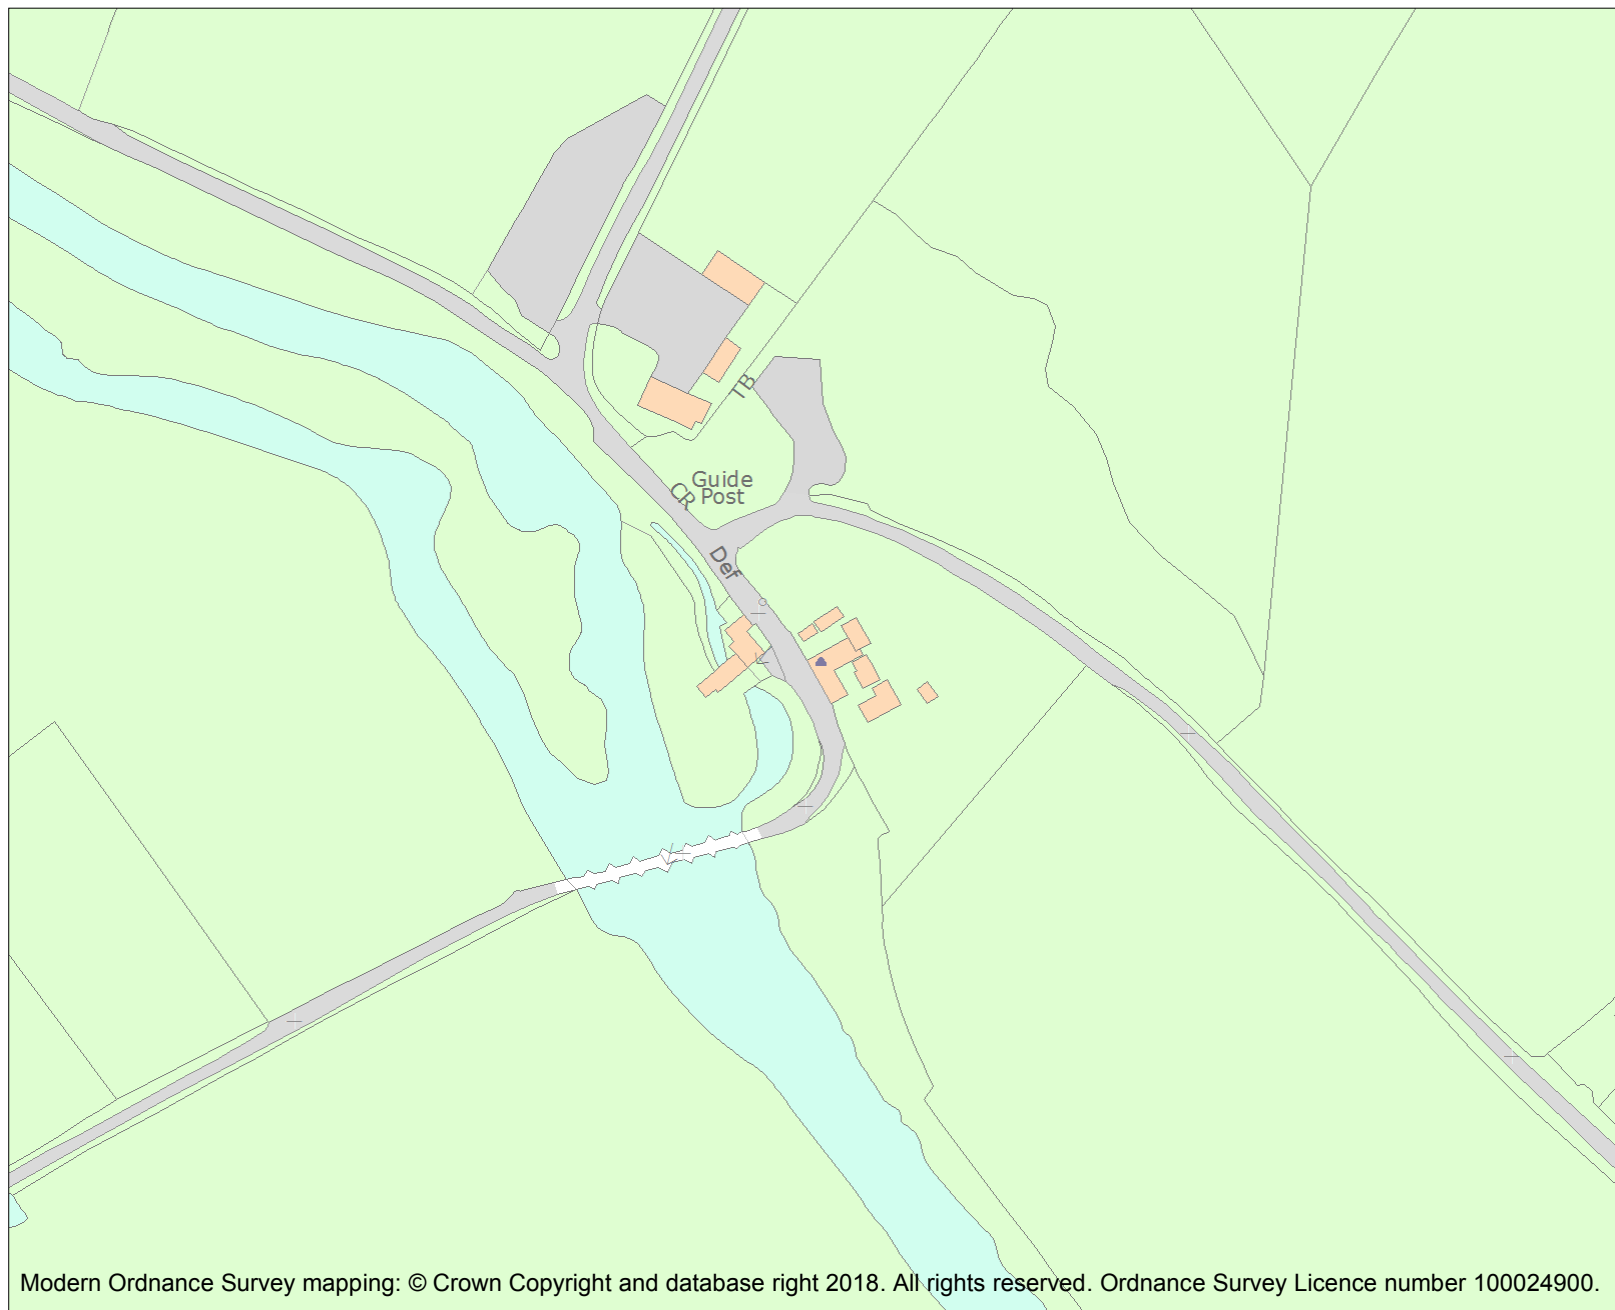 TB
Guide
CR Post
Def
Modern Ordnance Survey mapping: © Crown Copyright and database right 2018. All rights reserved. Ordnance Survey Licence number 100024900.